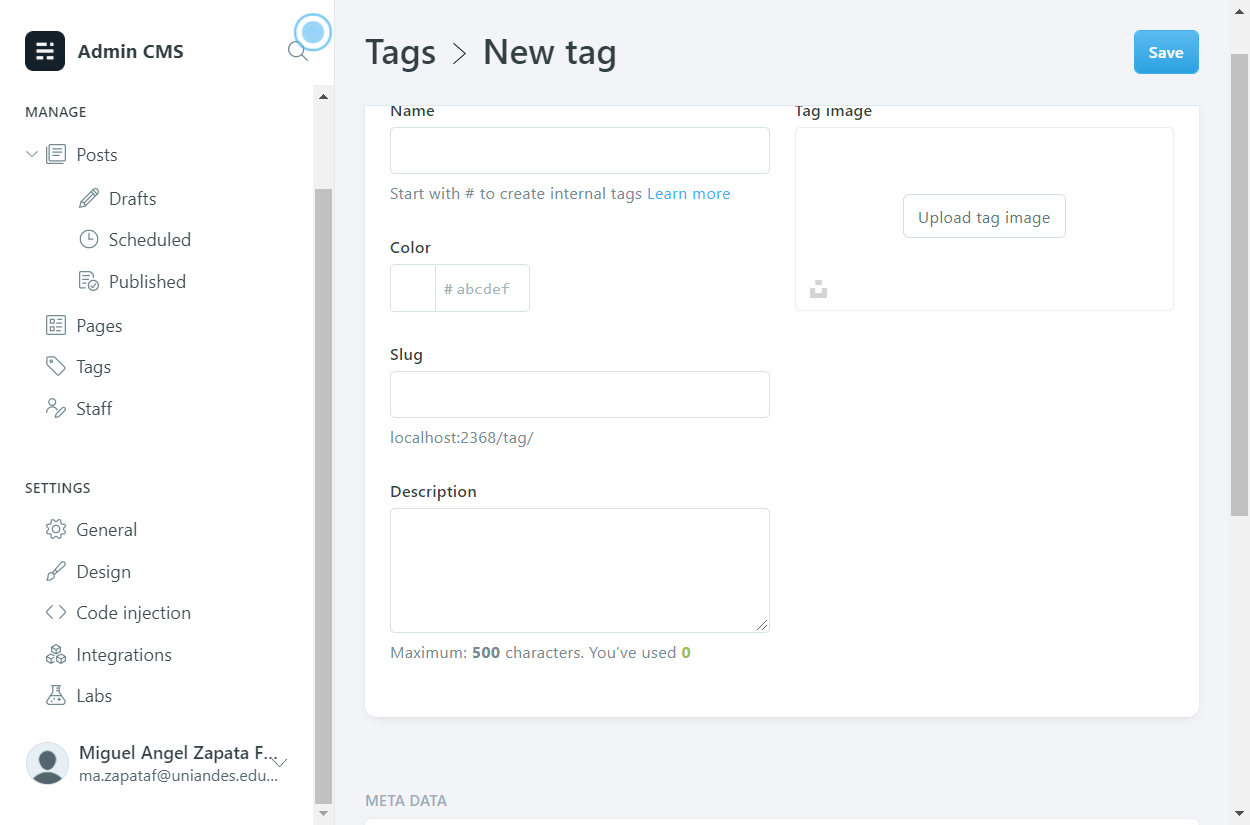 Admin CMS
MANAGE
Posts
Drafts
Scheduled
Published
Pages
Tags
Staff
SETTINGS
General
Design
Code injection
Integrations
Labs
Miguel Angel Zapata F...
ma.zapataf@uniandes.edu...
Tags > New tag
Save
Name
Start with # to create internal tags Learn more
Color
# abcdef
Slug
localhost:2368/tag/
Description
Maximum: 500 characters. You’ve used 0
Tag image
Upload tag image
META DATA